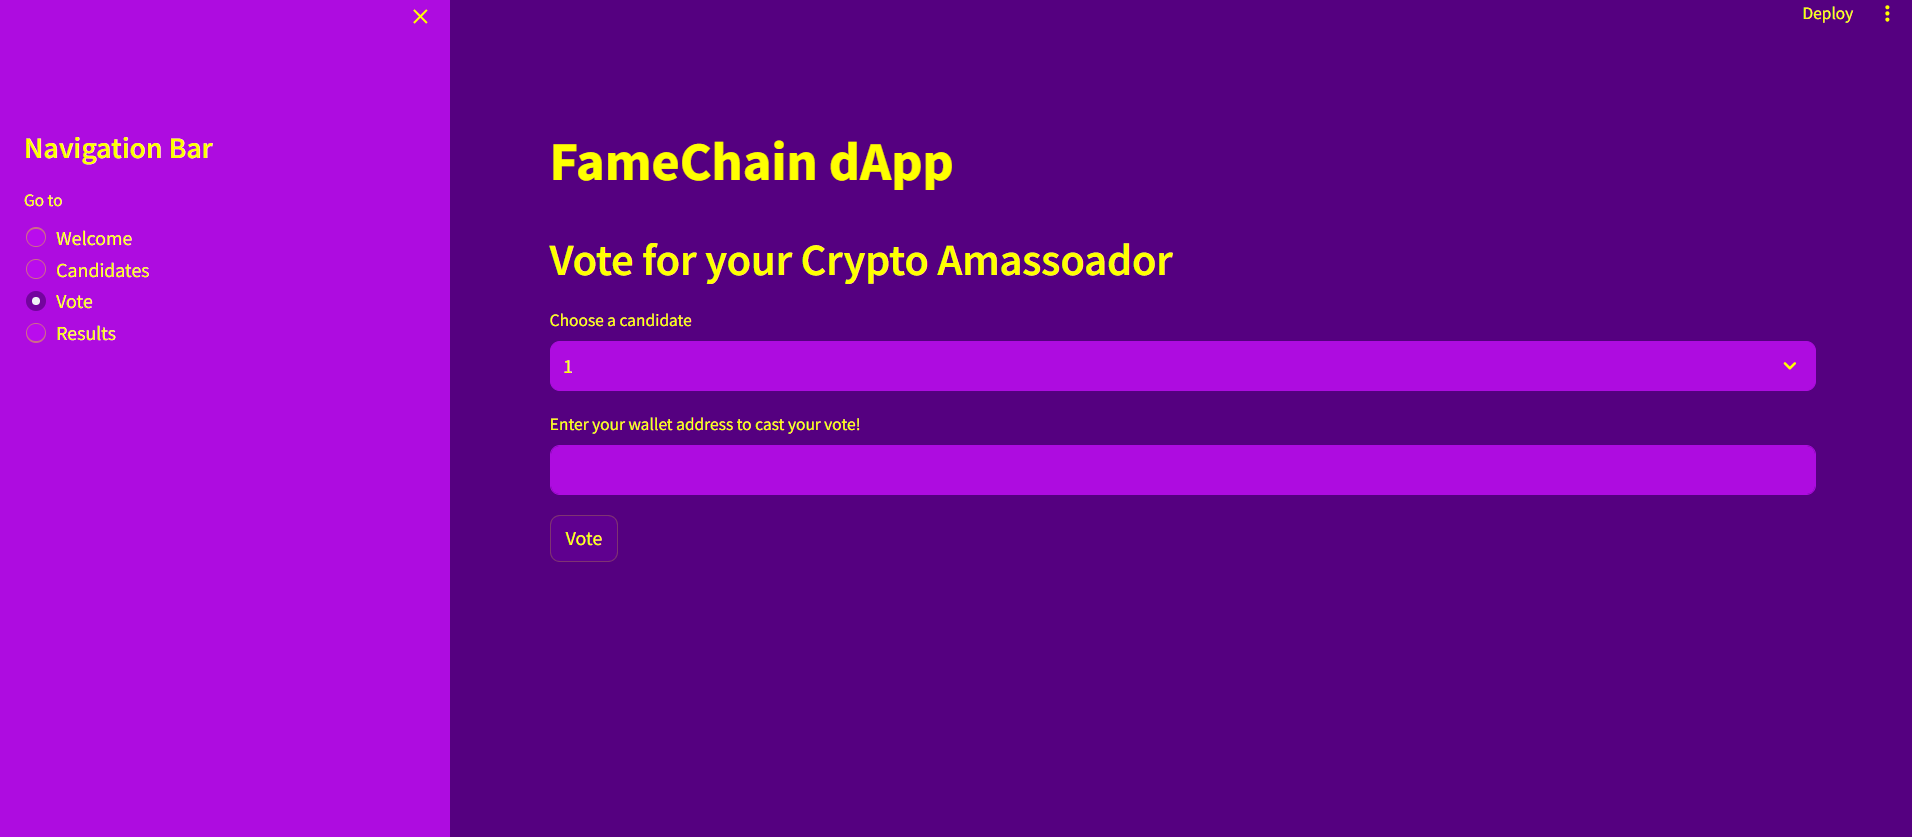 Deploy
Navigation Bar
Go to
Welcome
Candidates
Vote
Results
FameChain dApp
Vote for your Crypto Amassoador
Choose a candidate
1
Enter your wallet address to cast your vote!
Vote